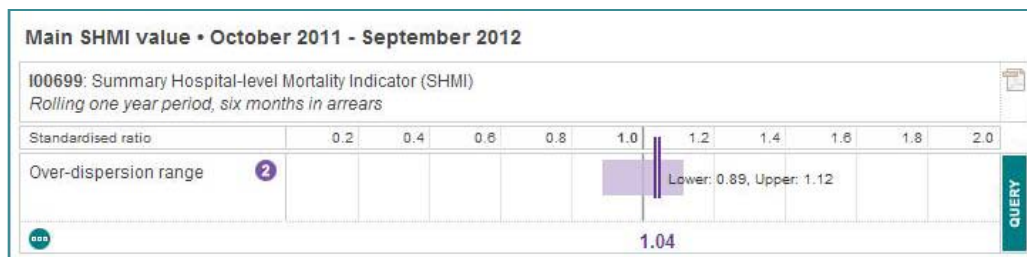 Main SHMI value • October 2011 - September 2012
I00699: Summary Hospital-level Mortality Indicator (SHMI)
Rolling one year period, six months in arrears
Standardised ratio 0.2 0.4 0.6 0.8 1.0 1.2 1.4 1.6 1.8 2.0
Over-dispersion range 2 Lower: 0.89, Upper: 1.12
QUERY
1.04